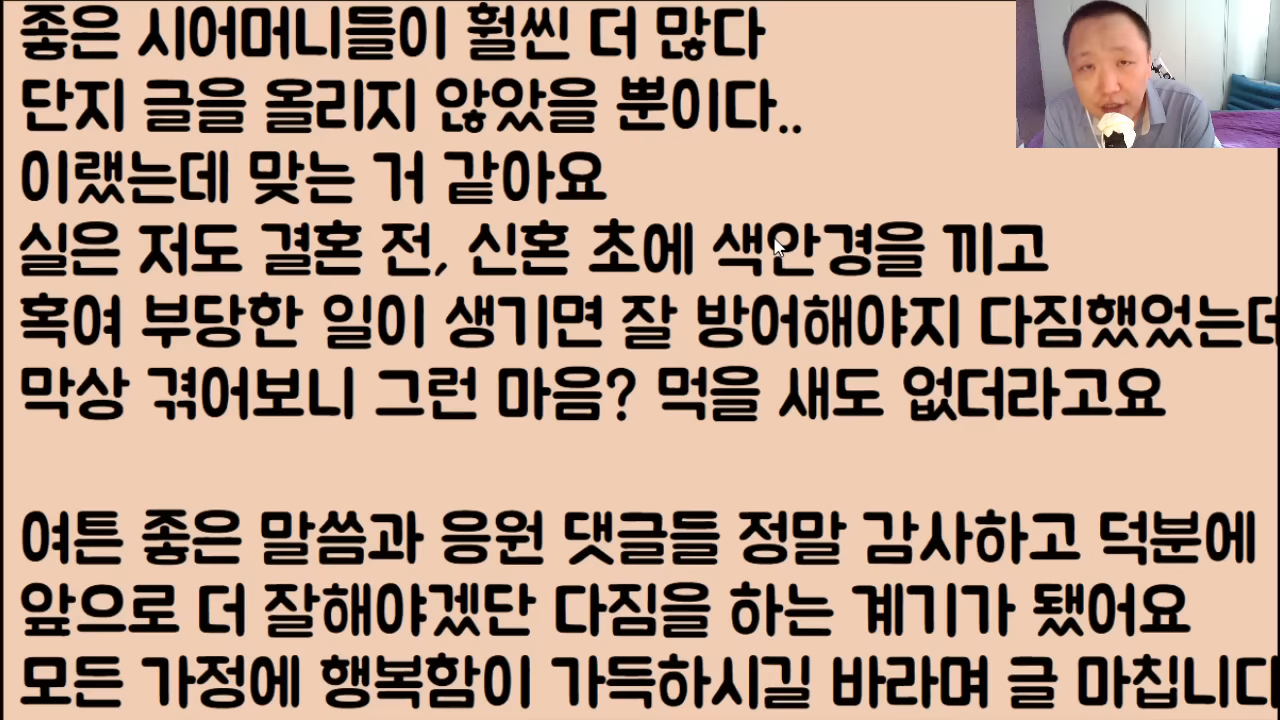 좋은 시어머니들이 훨씬 더 많다
단지 글을 올리지 않았을 뿐이다..
이랬는데 맞는 거 같아요
실은 저도 결혼 전, 신혼 초에 색안경을 끼고
혹여 부당한 일이 생기면 잘 방어해야지 다짐했었는데
막상 겪어보니 그런 마음? 먹을 새도 없더라고요
여튼 좋은 말씀과 응원 댓글들 정말 감사하고 덕분에
앞으로 더 잘해야겠단 다짐을 하는 계기가 됐어요
모든 가정에 행복함이 가득하시길 바라며 글 마칩니다